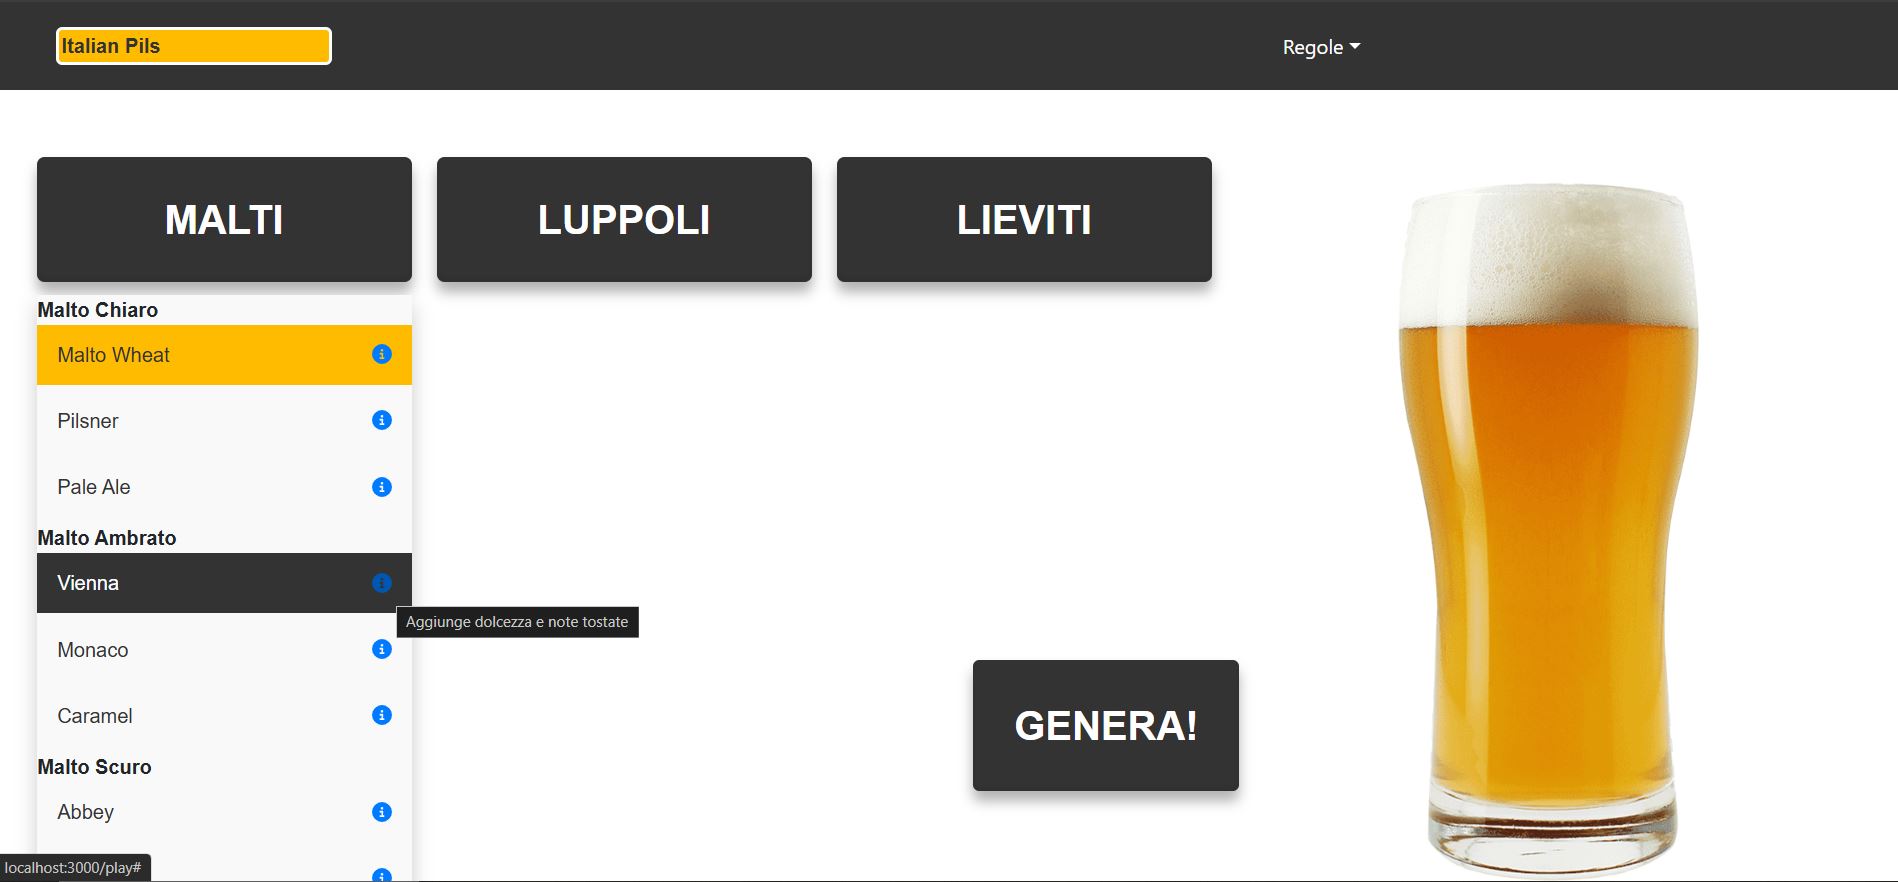 Italian Pils
Regole
MALTI
LUPPOLI
LIEVITI
Malto Chiaro
Malto Wheat
Pilsner
Pale Ale
Malto Ambrato
Vienna
Aggiunge dolcezza e note tostate
Monaco
Caramel
GENERA!
Malto Scuro
Abbey
localhost:3000/play#